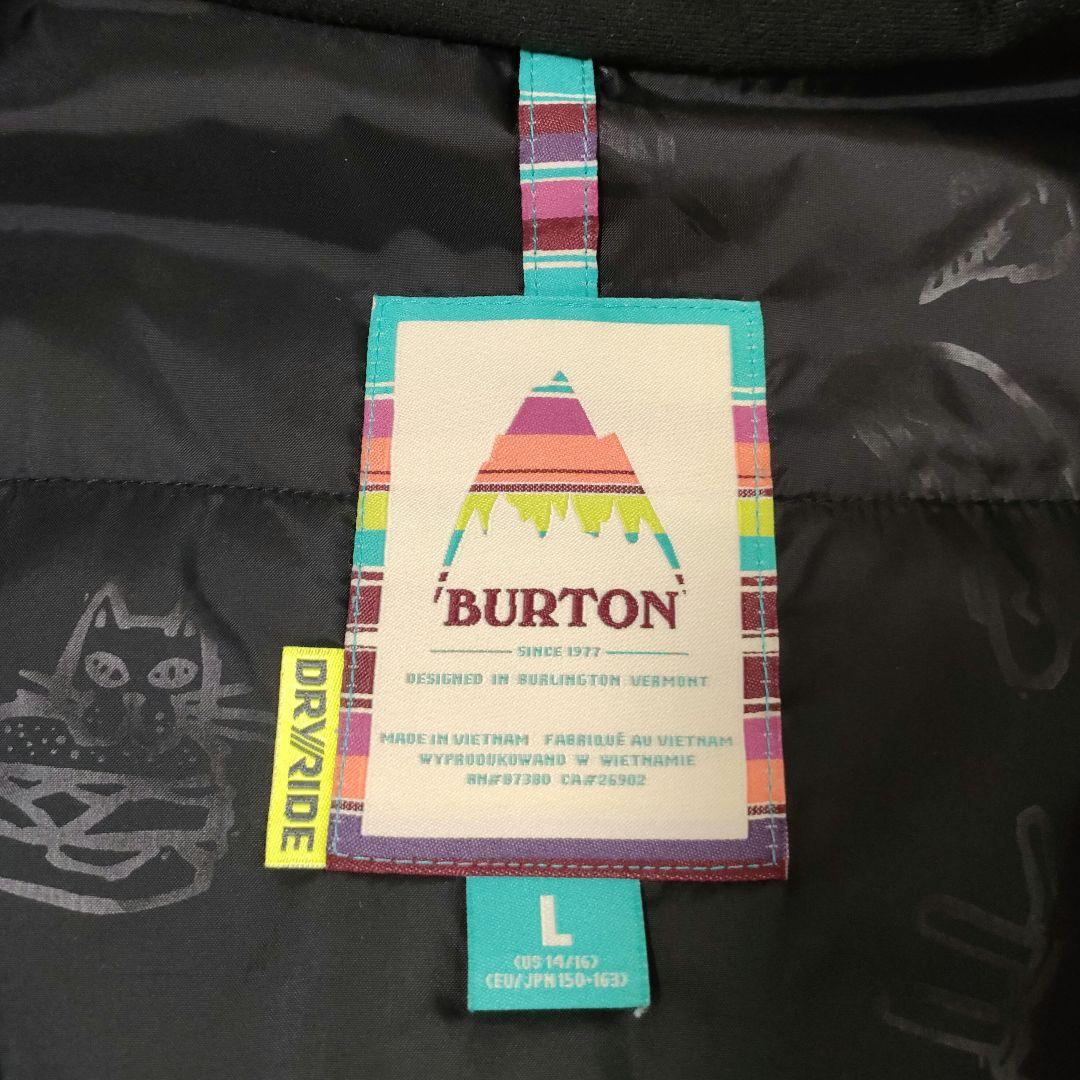 BURTON
SINCE 1977
DESIGNED IN BURLINGTON VERMONT
MADE IN VIETNAM FABRIQUÉ AU VIETNAM
WYPRODUKOWANO W WIETNAMIE
RN#87380 CA#26902
DRY//RIDE
L
(US 14/16)
(EU/JPN 150-163)